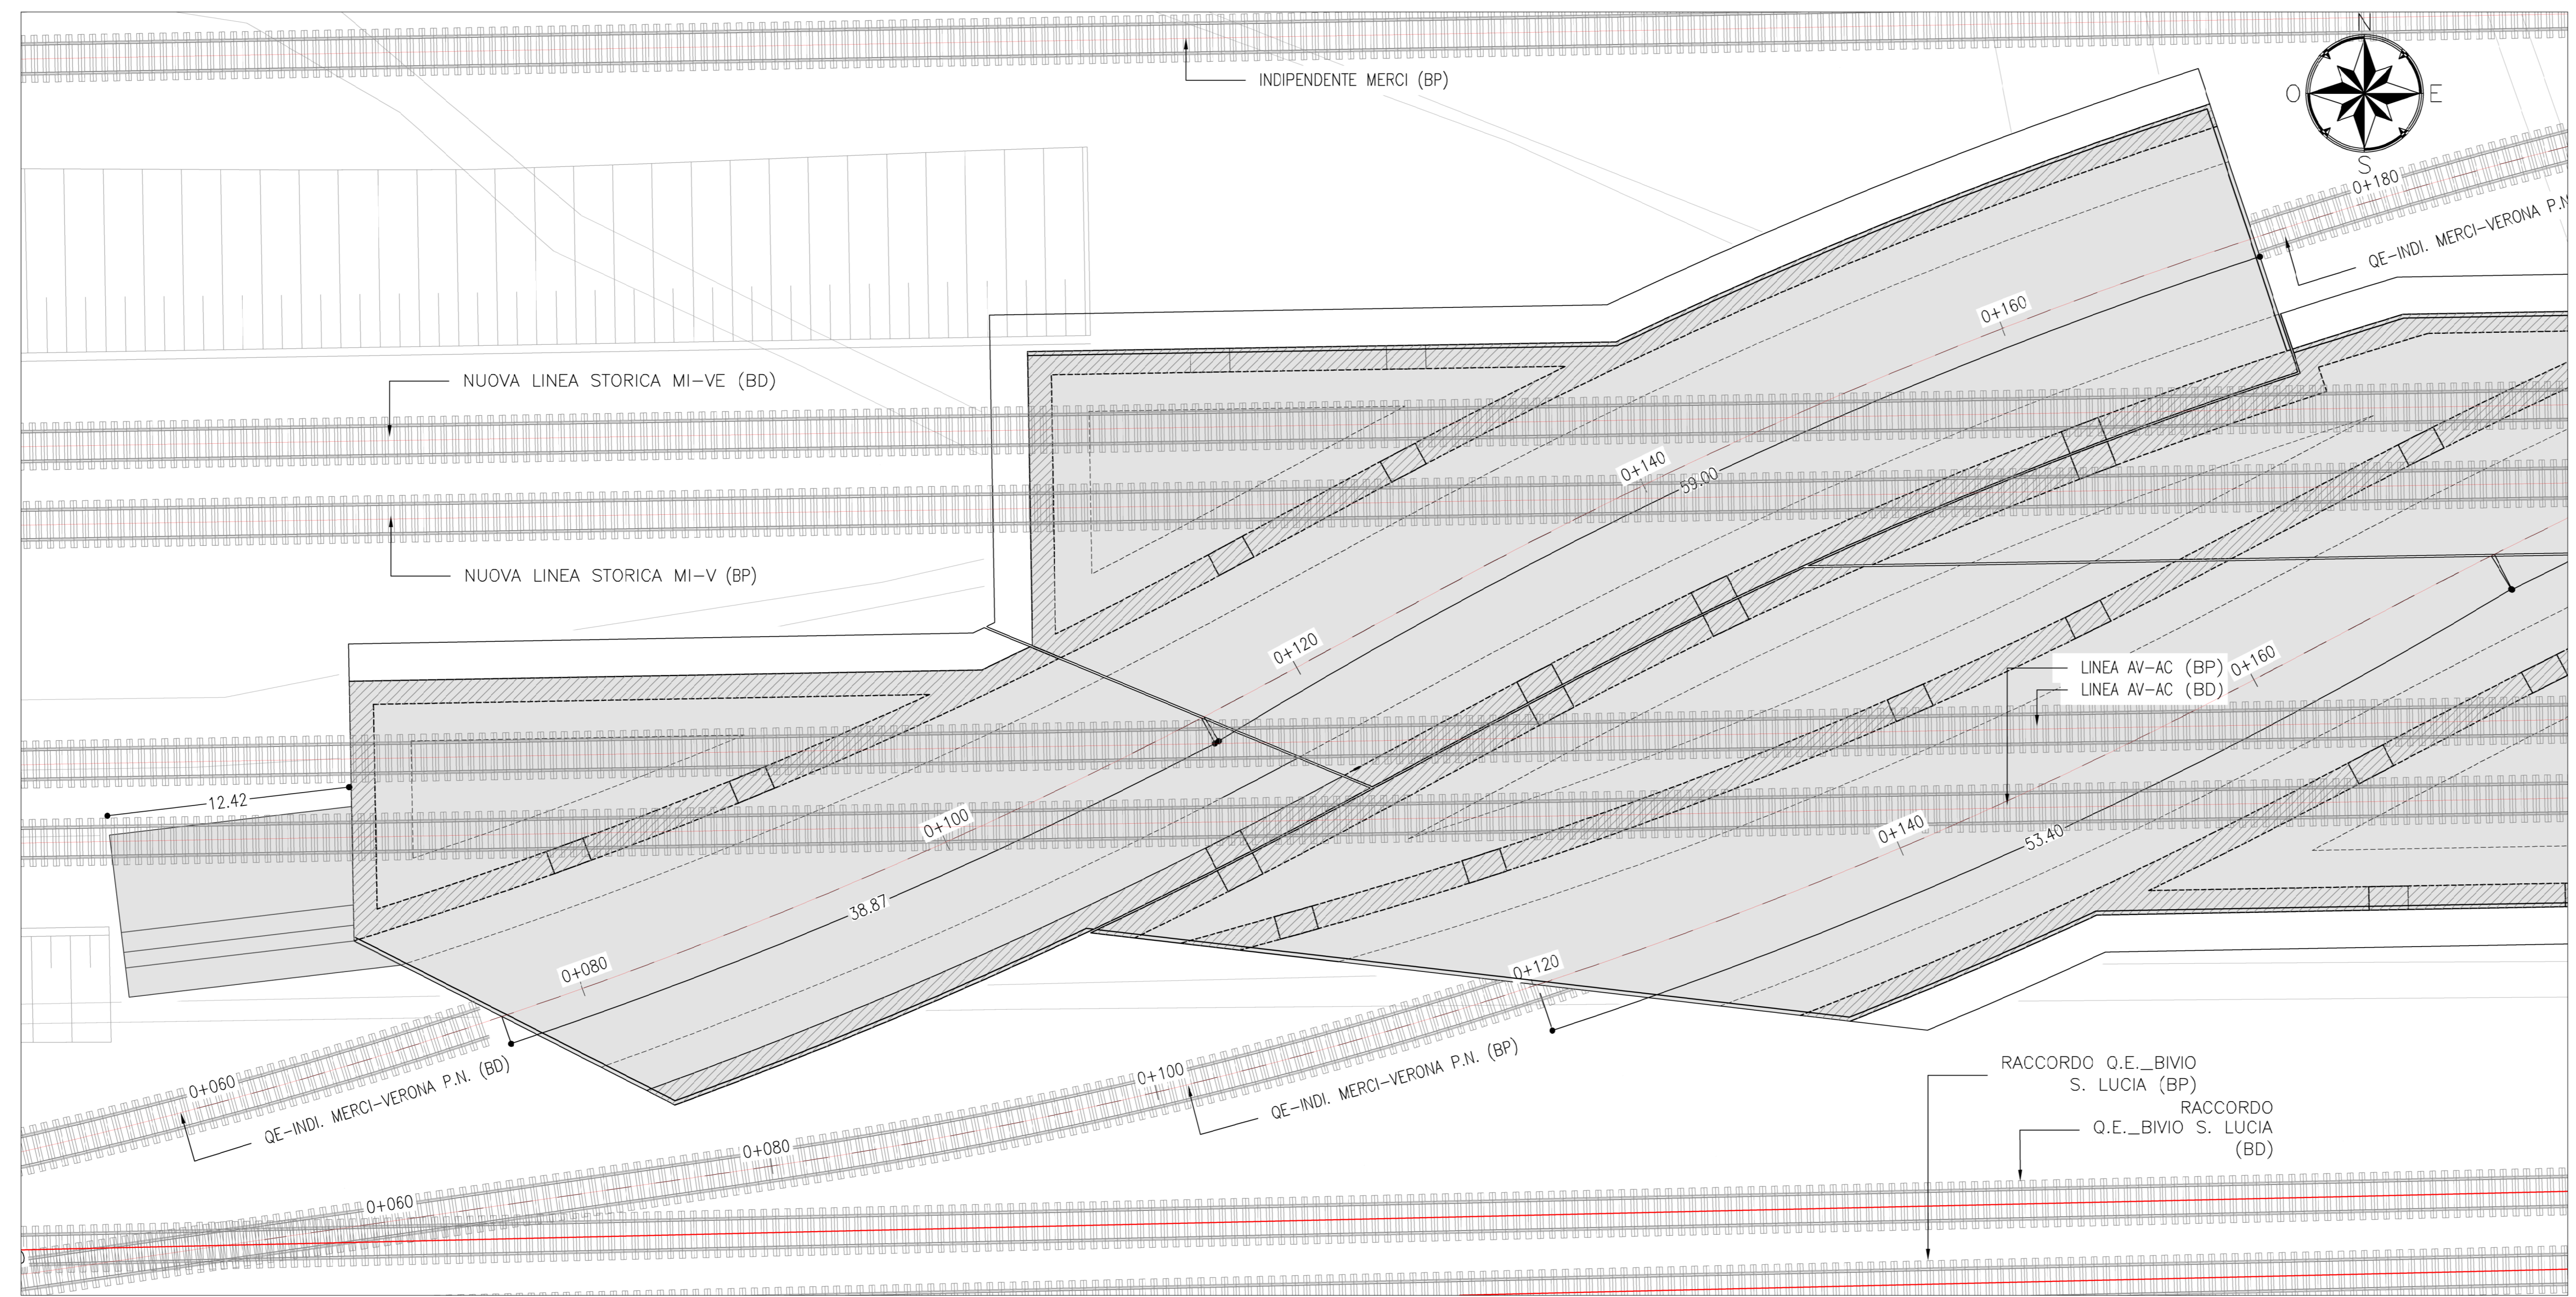 N
INDIPENDENTE MERCI (BP)
O
E
S
0+180
QE-INDI. MERCI-VERONA P.N
0+160
NUOVA LINEA STORICA MI-VE (BD)
0+140
59.00
NUOVA LINEA STORICA MI-V (BP)
0+120
LINEA AV-AC (BP)
0+160
LINEA AV-AC (BD)
12.42
0+100
0+140
53.40
38.87
0+080
0+120
QE-INDI. MERCI-VERONA P.N. (BD)
0+060
0+100
QE-INDI. MERCI-VERONA P.N. (BP)
RACCORDO Q.E._BIVIO
S. LUCIA (BP)
RACCORDO
Q.E._BIVIO S. LUCIA
(BD)
0+080
0+060